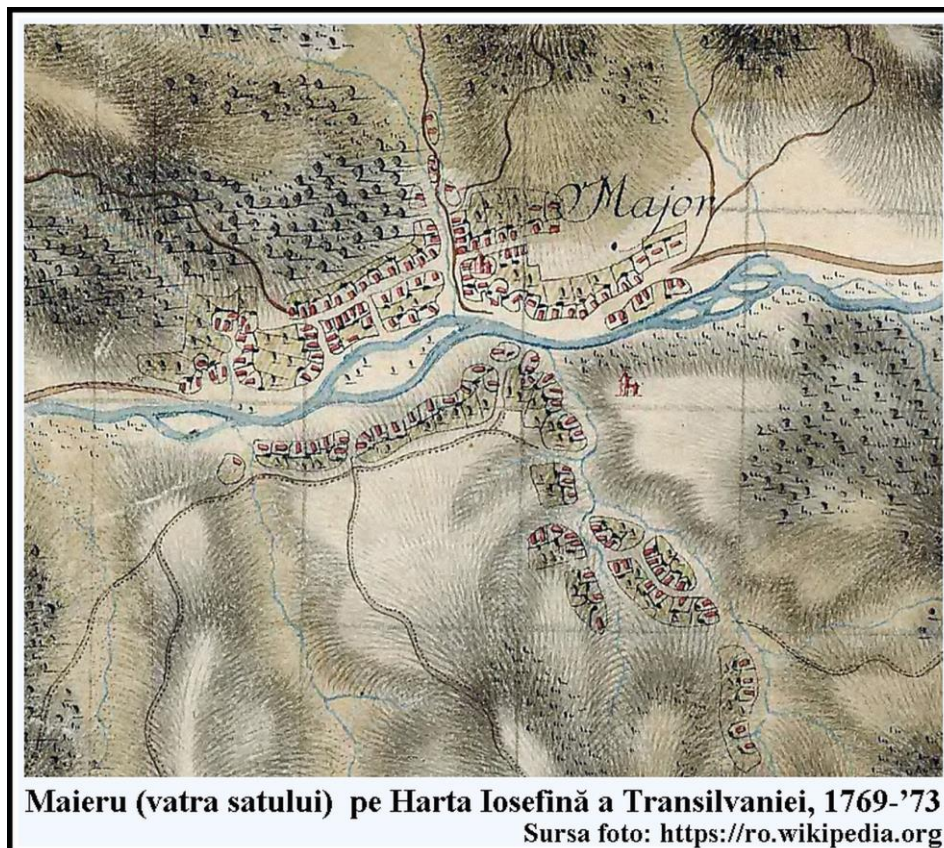 Major
Maieru (vatra satului) pe Harta Iosefină a Transilvaniei, 1769-’73
Sursa foto: https://ro.wikipedia.org